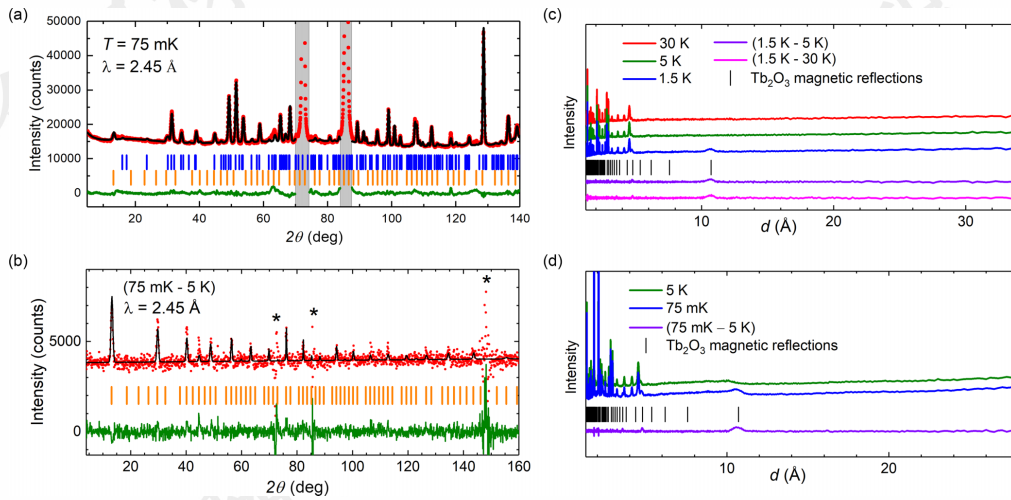 (a)
T = 75 mK
λ = 2.45 Å
Intensity (counts)
50000
40000
30000
20000
10000
0
0 20 40 60 80 100 120 140
2θ (deg)
(b)
(75 mK - 5 K)
λ = 2.45 Å
* * *
Intensity (counts)
5000
0
20 40 60 80 100 120 140 160
2θ (deg)
(c)
30 K
5 K
1.5 K
(1.5 K - 5 K)
(1.5 K - 30 K)
Tb2O3 magnetic reflections
Intensity
10 20 30
d (Å)
(d)
5 K
75 mK
(75 mK – 5 K)
Tb2O3 magnetic reflections
Intensity
10 20
d (Å)